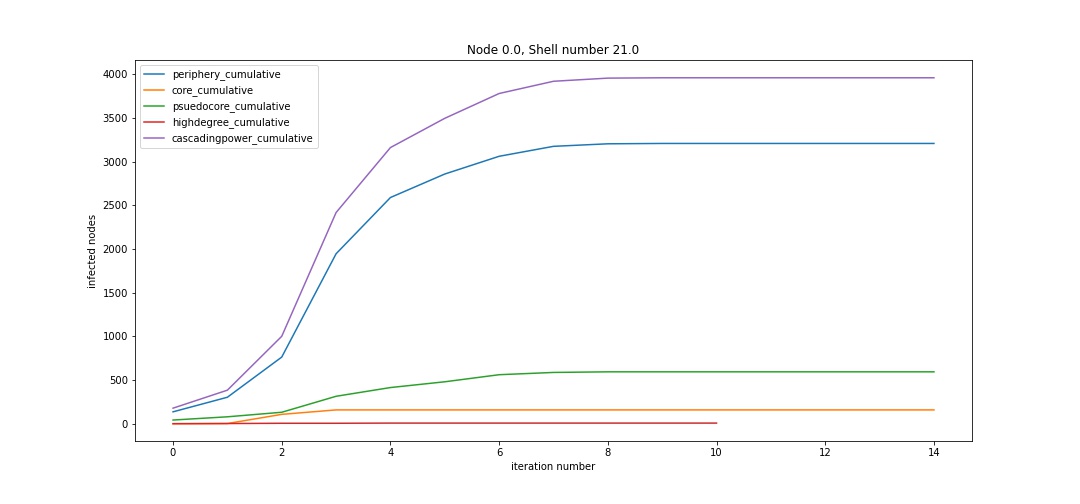 Node 0.0, Shell number 21.0
periphery_cumulative
core_cumulative
psuedocore_cumulative
highdegree_cumulative
cascadingpower_cumulative
4000
3500
3000
2500
2000
1500
1000
500
0
infected nodes
0 2 4 6 8 10 12 14
iteration number